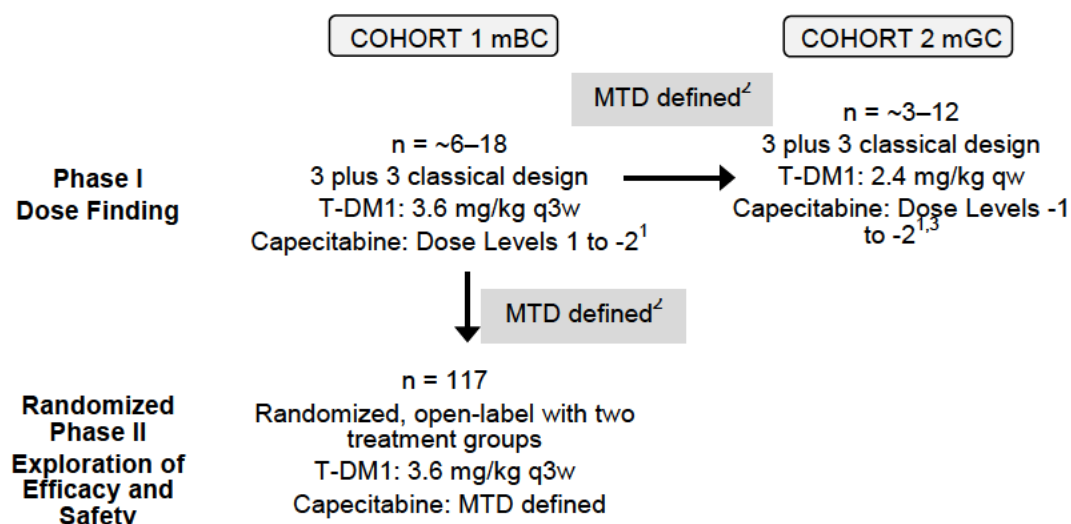 COHORT 1 mBC
COHORT 2 mGC
MTD defined2
Phase I
Dose Finding
n = ~6–18
3 plus 3 classical design
T-DM1: 3.6 mg/kg q3w
Capecitabine: Dose Levels 1 to -21
n = ~3–12
3 plus 3 classical design
T-DM1: 2.4 mg/kg qw
Capecitabine: Dose Levels -1
to -21,3
MTD defined2
Randomized
Phase II
Exploration of
Efficacy and
Safety
n = 117
Randomized, open-label with two
treatment groups
T-DM1: 3.6 mg/kg q3w
Capecitabine: MTD defined